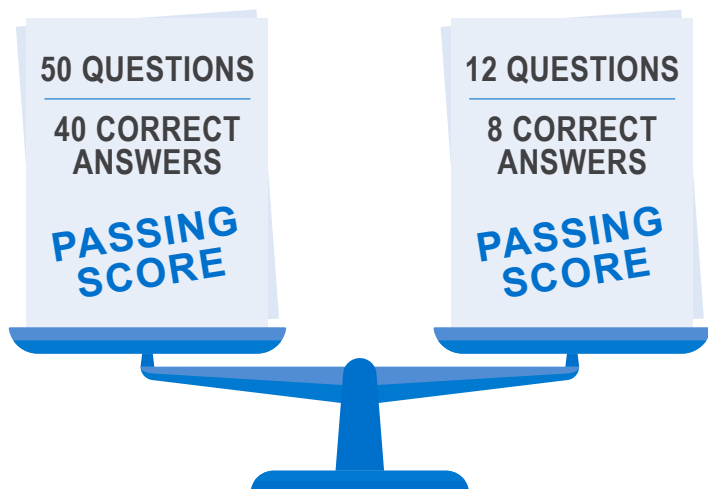 50 QUESTIONS
40 CORRECT
ANSWERS
PASSING
SCORE
12 QUESTIONS
8 CORRECT
ANSWERS
PASSING
SCORE